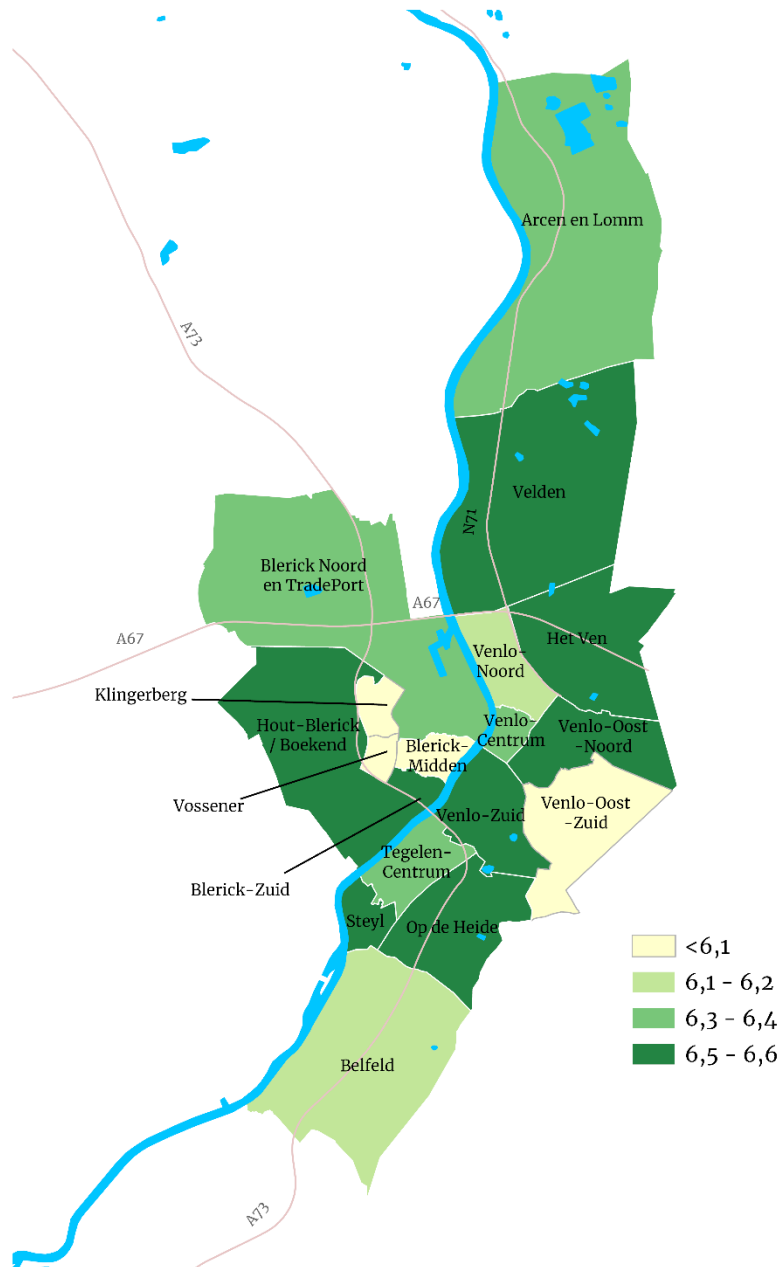 Arcen en Lomm
A73
Velden
N71
Blerick Noord
en TradePort
A67
A67
Het Ven
Venlo-
Noord
Klingerberg
Hout-Blerick
/ Boekend
Venlo-
Centrum
Venlo-Oost
-Noord
Blerick-
Midden
Vossener
Venlo-Oost
-Zuid
Venlo-Zuid
Tegelen-
Centrum
Blerick-Zuid
Steyl
Op de Heide
<6,1
6,1 - 6,2
6,3 - 6,4
6,5 - 6,6
Belfeld
A73